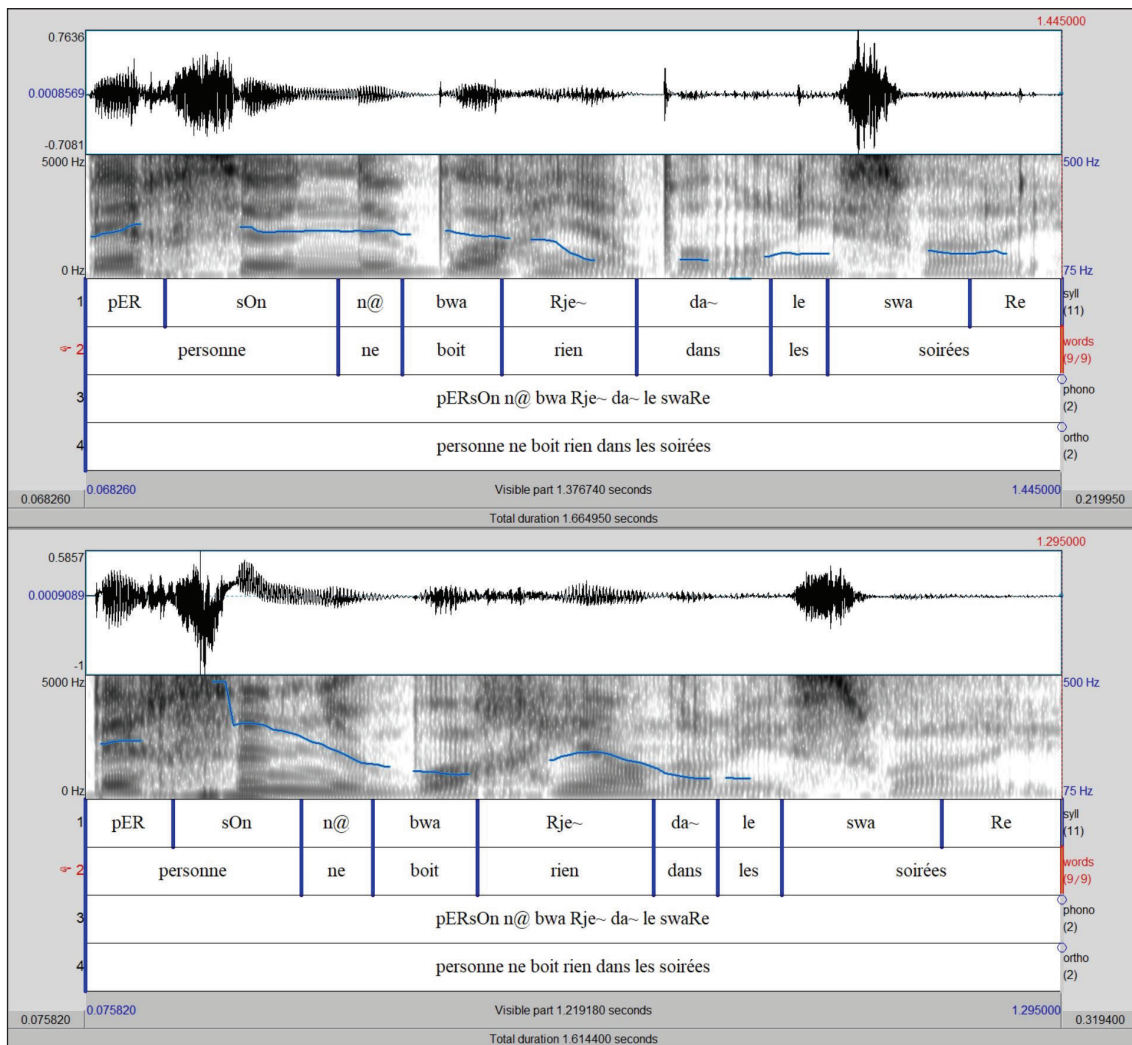 1.445000
0.7636
0.0008569
-0.7081
5000 Hz 500 Hz
0 Hz 75 Hz
1 pER sOn n@ bwa Rje~ da~ le swa Re syll (11)
☞ 2 personne ne boit rien dans les soirées words (9/9)
3 pERsOn n@ bwa Rje~ da~ le swaRe phono (2)
4 personne ne boit rien dans les soirées ortho (2)
0.068260 0.068260 Visible part 1.376740 seconds 1.445000 0.219950
Total duration 1.664950 seconds
1.295000
0.5857
0.0009089
-1
5000 Hz 500 Hz
0 Hz 75 Hz
1 pER sOn n@ bwa Rje~ da~ le swa Re syll (11)
☞ 2 personne ne boit rien dans les soirées words (9/9)
3 pERsOn n@ bwa Rje~ da~ le swaRe phono (2)
4 personne ne boit rien dans les soirées ortho (2)
0.075820 0.075820 Visible part 1.219180 seconds 1.295000 0.319400
Total duration 1.614400 seconds